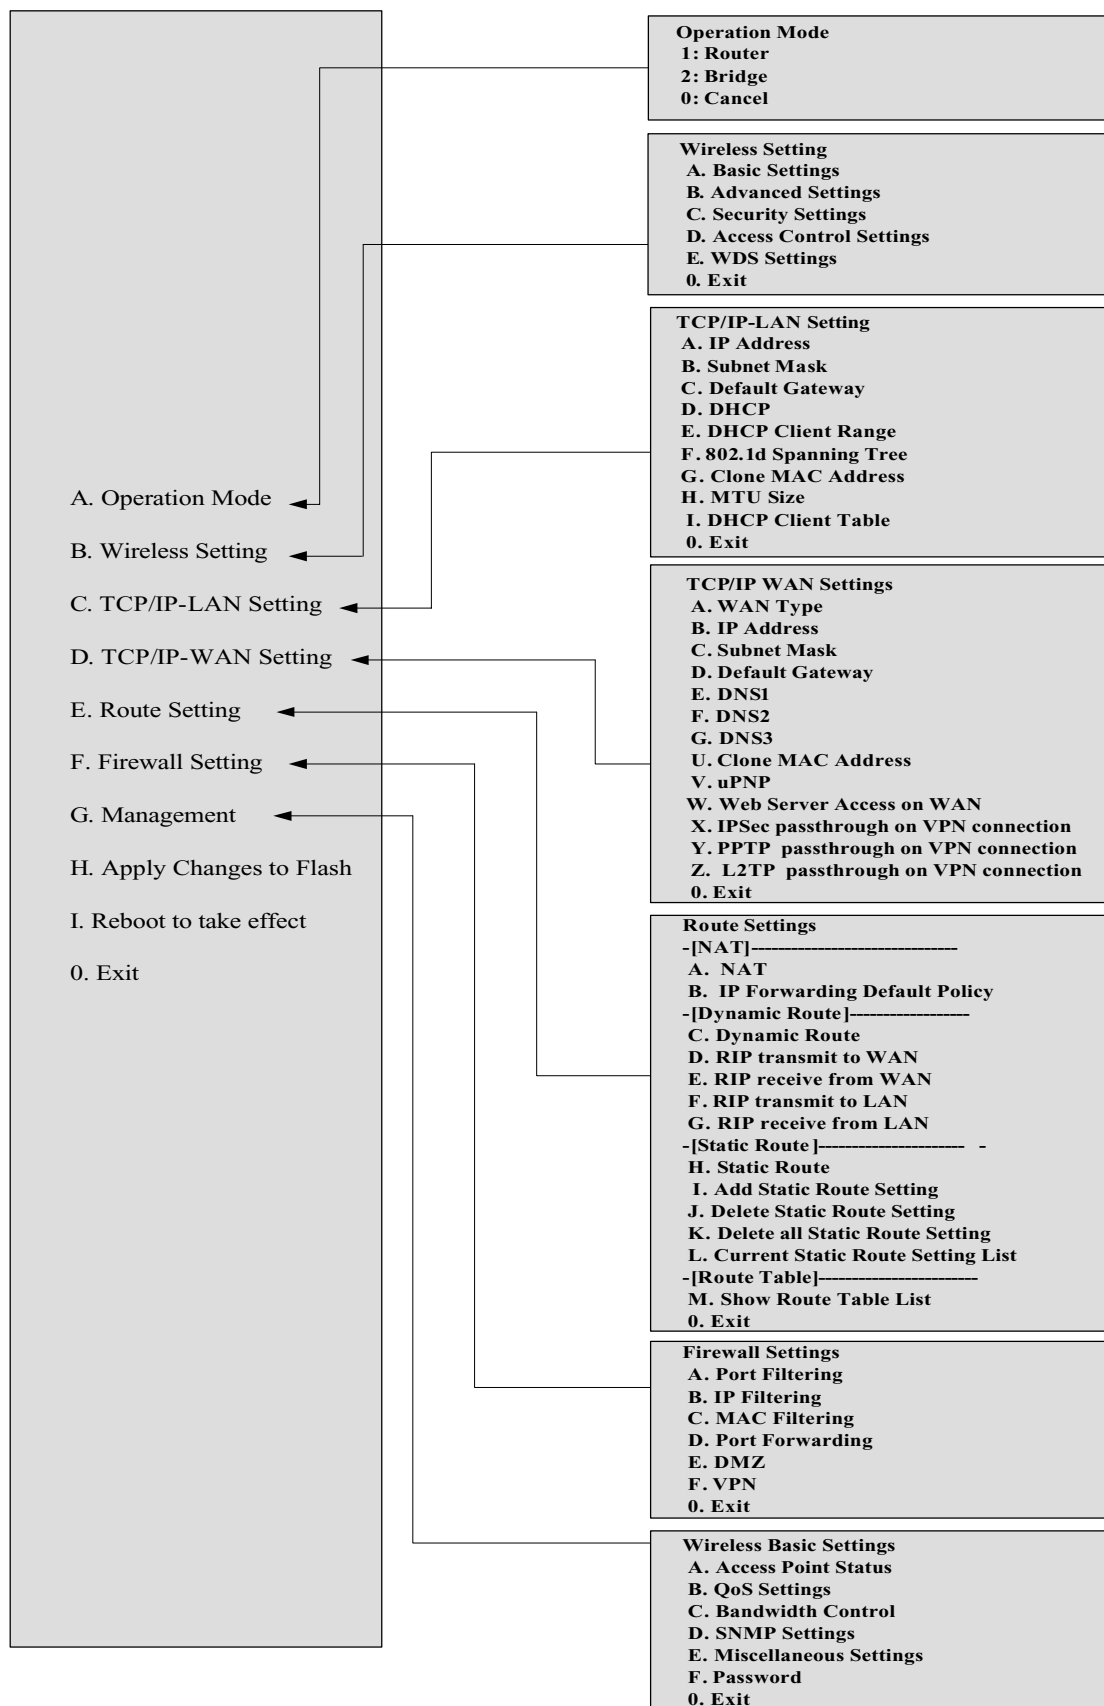 A. Operation Mode
B. Wireless Setting
C. TCP/IP-LAN Setting
D. TCP/IP-WAN Setting
E. Route Setting
F. Firewall Setting
G. Management
H. Apply Changes to Flash
I. Reboot to take effect
0. Exit
Operation Mode
1: Router
2: Bridge
0: Cancel
Wireless Setting
A. Basic Settings
B. Advanced Settings
C. Security Settings
D. Access Control Settings
E. WDS Settings
0. Exit
TCP/IP-LAN Setting
A. IP Address
B. Subnet Mask
C. Default Gateway
D. DHCP
E. DHCP Client Range
F. 802.1d Spanning Tree
G. Clone MAC Address
H. MTU Size
I. DHCP Client Table
0. Exit
TCP/IP WAN Settings
A. WAN Type
B. IP Address
C. Subnet Mask
D. Default Gateway
E. DNS1
F. DNS2
G. DNS3
U. Clone MAC Address
V. uPNP
W. Web Server Access on WAN
X. IPSec passthrough on VPN connection
Y. PPTP passthrough on VPN connection
Z. L2TP passthrough on VPN connection
0. Exit
Route Settings
-[NAT]-------------------------------
A. NAT
B. IP Forwarding Default Policy
-[Dynamic Route]------------------
C. Dynamic Route
D. RIP transmit to WAN
E. RIP receive from WAN
F. RIP transmit to LAN
G. RIP receive from LAN
-[Static Route]---------------------- -
H. Static Route
I. Add Static Route Setting
J. Delete Static Route Setting
K. Delete all Static Route Setting
L. Current Static Route Setting List
-[Route Table]------------------------
M. Show Route Table List
0. Exit
Firewall Settings
A. Port Filtering
B. IP Filtering
C. MAC Filtering
D. Port Forwarding
E. DMZ
F. VPN
0. Exit
Wireless Basic Settings
A. Access Point Status
B. QoS Settings
C. Bandwidth Control
D. SNMP Settings
E. Miscellaneous Settings
F. Password
0. Exit